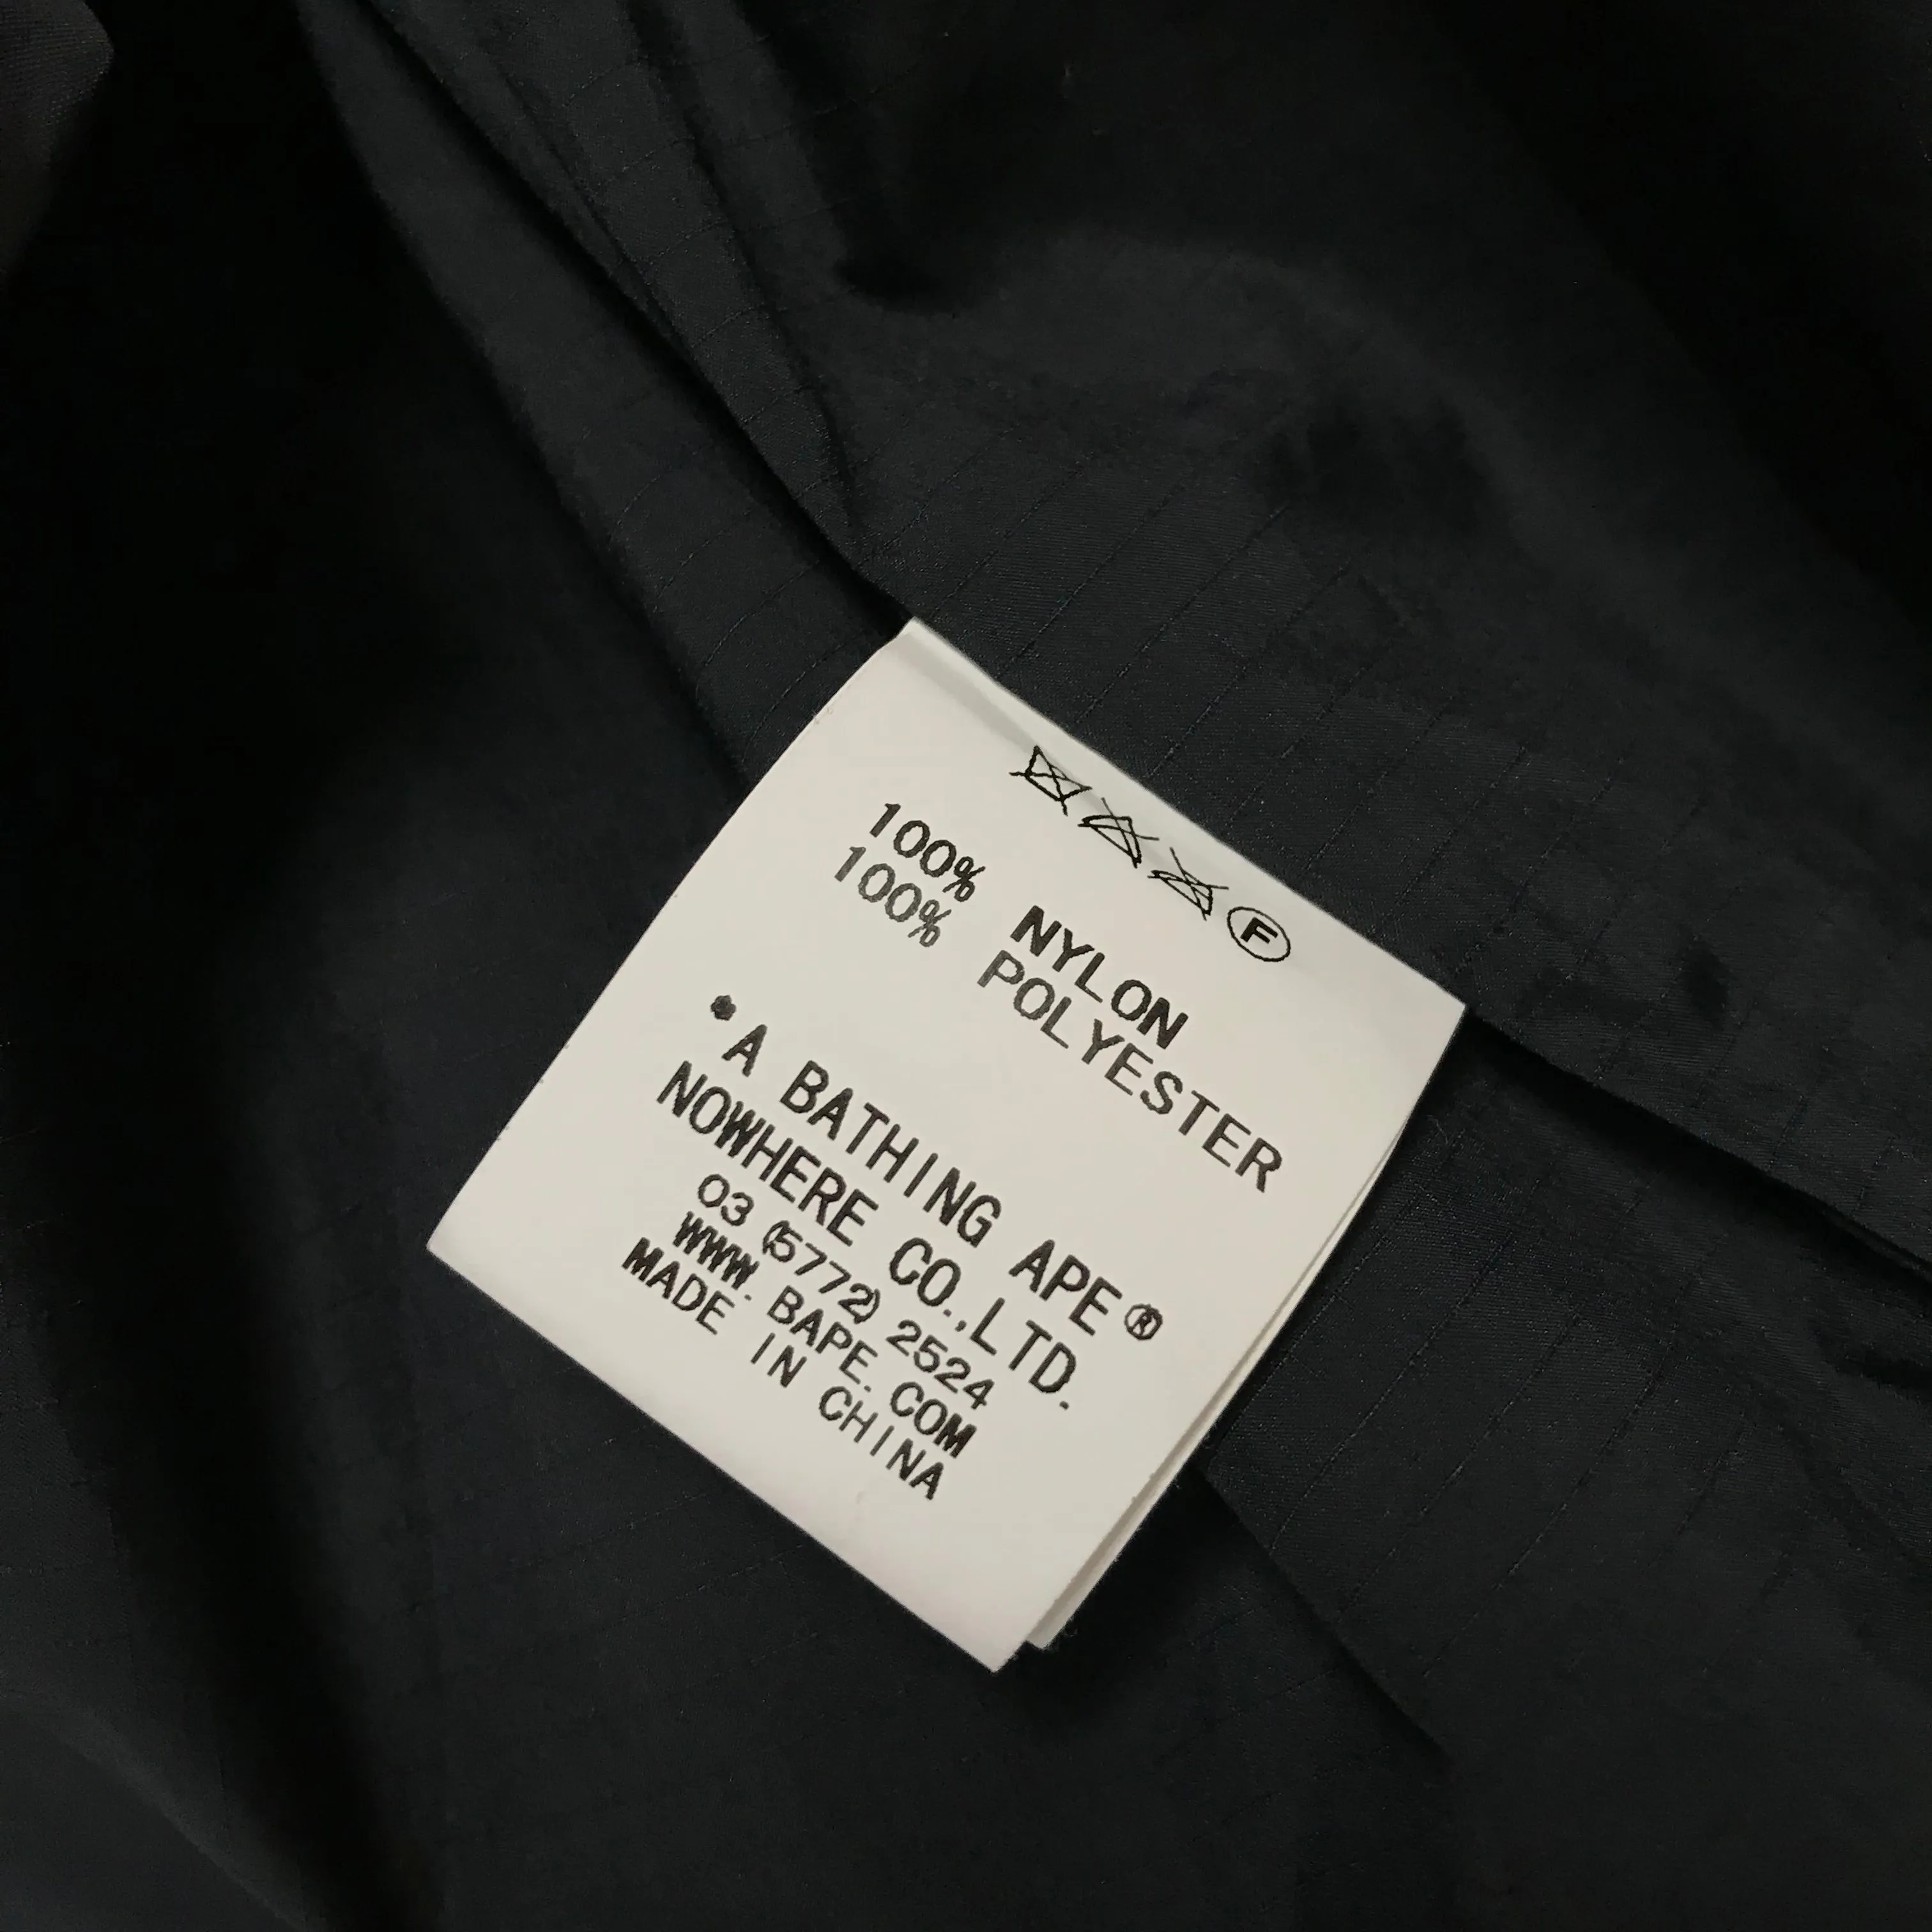 F
100% NYLON
100% POLYESTER
•A BATHING APE®
NOWHERE CO.,LTD.
03 (5772) 2524
WWW.BAPE.COM
MADE IN CHINA